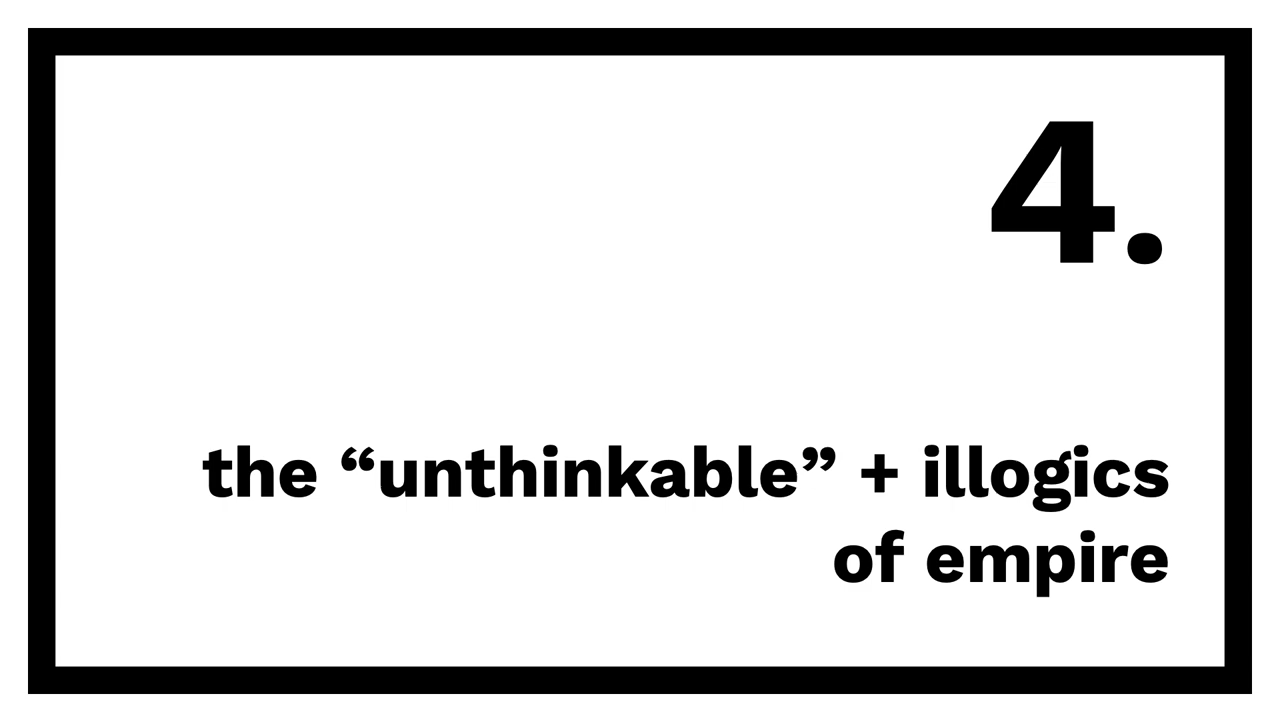 4.
the “unthinkable” + illogics
of empire